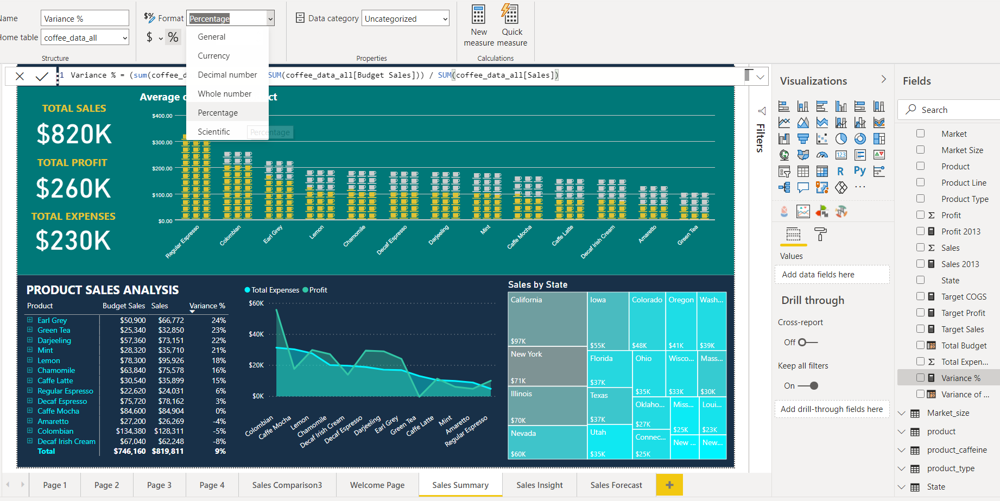 Name
Variance %
Format
Percentage
Data category
Uncategorized
New
measure
Quick
measure
Home table
coffee_data_all
$
%
Structure
Properties
Calculations
General
Currency
Decimal number
Whole number
Percentage
Scientific
Percentage
1 Variance % = (sum(coffee_d
SUM(coffee_data_all[Budget Sales])) / SUM(coffee_data_all[Sales])
TOTAL SALES
$820K
TOTAL PROFIT
$260K
TOTAL EXPENSES
$230K
Average
ct
$400.00
$300.00
$200.00
$100.00
$0.00
Regular Espresso
Colombian
Earl Grey
Lemon
Chamomile
Decaf Espresso
Darjeeling
Mint
Caffe Mocha
Caffe Latte
Decaf Irish Cream
Amaretto
Green Tea
PRODUCT SALES ANALYSIS
Product Budget Sales Sales Variance %
Earl Grey $50,900 $66,772 24%
Green Tea $25,340 $32,850 23%
Darjeeling $57,360 $73,151 22%
Mint $28,320 $35,710 21%
Lemon $78,300 $95,926 18%
Chamomile $63,840 $75,578 16%
Caffe Latte $30,540 $35,899 15%
Regular Espresso $22,620 $24,031 6%
Decaf Espresso $75,720 $78,162 3%
Caffe Mocha $84,600 $84,904 0%
Amaretto $27,200 $26,269 -4%
Colombian $134,380 $128,311 -5%
Decaf Irish Cream $67,040 $62,248 -8%
Total $746,160 $819,811 9%
Total Expenses Profit
$60K
$40K
$20K
$0K
Colombian
Caffe Mocha
Lemon
Chamomile
Decaf Irish Cream
Decaf Espresso
Darjeeling
Earl Grey
Green Tea
Caffe Latte
Mint
Amaretto
Regular Espresso
Sales by State
California
$97K
New York
$71K
Illinois
$70K
Nevada
$60K
Iowa
$55K
Colorado
$48K
Oregon
$41K
Wash...
$39K
Florida
$37K
Texas
$37K
Utah
$35K
Ohio
$35K
Wisco...
$33K
Mass...
$30K
Oklaho...
$27K
Connec...
$25K
Miss...
$25K
Loui...
$23K
New ...
New...
Filters
Visualizations
123
R
Py
...
Values
Add data fields here
Drill through
Cross-report
Off
Keep all filters
On
Add drill-through fields here
Fields
Search
Market
Market Size
Product
Product Line
Product Type
Profit
Profit 2013
Sales
Sales 2013
State
Target COGS
Target Profit
Target Sales
Total Budget
Total Expen...
Variance %
Variance of ...
Market_size
product
product_caffeine
product_type
State
Page 1
Page 2
Page 3
Page 4
Sales Comparison3
Welcome Page
Sales Summary
Sales Insight
Sales Forecast
+